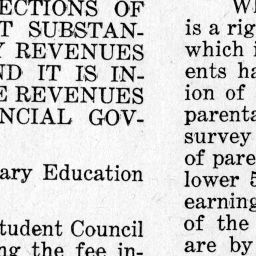 ECTIONS OF
T SUBSTAN-
Y REVENUES
ND IT IS IN-
E REVENUES
NCIAL GOV-
ary Education
tudent Council
ng the fee in-
W
is a rig
which i
ents ha
ion of
parenta
survey
of pare
lower 5
earning
of the
are by